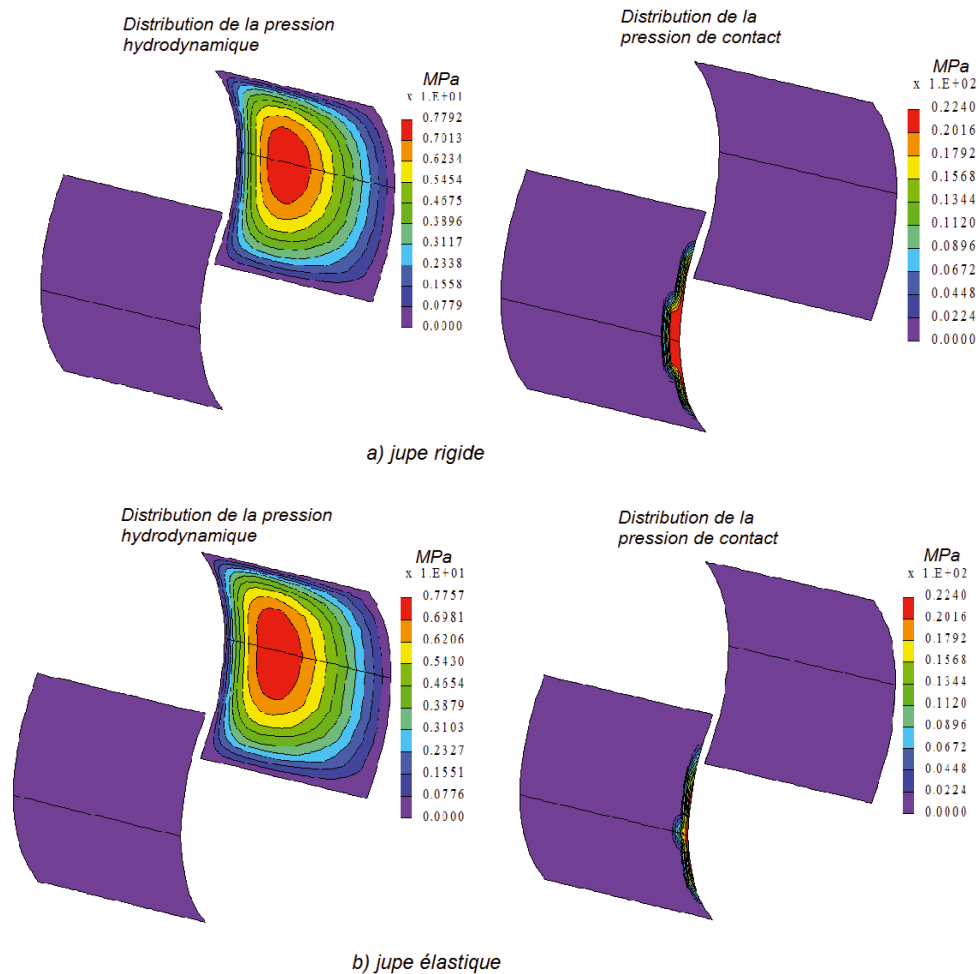 Distribution de la pression
hydrodynamique
MPa
x 1.E+01
0.7792
0.7013
0.6234
0.5454
0.4675
0.3896
0.3117
0.2338
0.1558
0.0779
0.0000
Distribution de la
pression de contact
MPa
x 1.E+02
0.2240
0.2016
0.1792
0.1568
0.1344
0.1120
0.0896
0.0672
0.0448
0.0224
0.0000
a) jupe rigide
Distribution de la pression
hydrodynamique
MPa
x 1.E+01
0.7757
0.6981
0.6206
0.5430
0.4654
0.3879
0.3103
0.2327
0.1551
0.0776
0.0000
Distribution de la
pression de contact
MPa
x 1.E+02
0.2240
0.2016
0.1792
0.1568
0.1344
0.1120
0.0896
0.0672
0.0448
0.0224
0.0000
b) jupe élastique